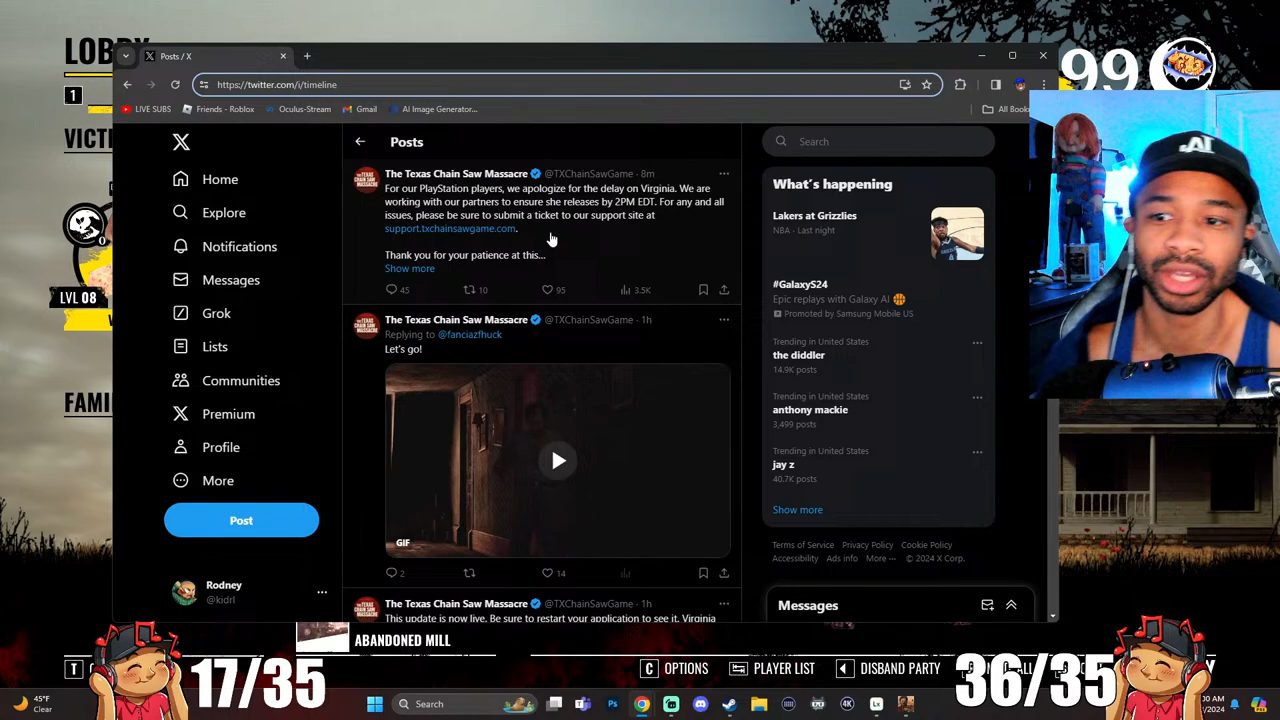 LOBBY
1
99
Posts / X
https://twitter.com/i/timeline
LIVE SUBS
Friends - Roblox
Oculus-Stream
Gmail
AI Image Generator...
All Book
VICTI
LVL 08
FAMI
X
Home
Explore
Notifications
Messages
Grok
Lists
Communities
Premium
Profile
More
Post
Rodney
@kidrl
Posts
The Texas Chain Saw Massacre @TXChainSawGame · 8m
For our PlayStation players, we apologize for the delay on Virginia. We are
working with our partners to ensure she releases by 2PM EDT. For any and all
issues, please be sure to submit a ticket to our support site at
support.txchainsawgame.com.
Thank you for your patience at this...
Show more
45
10
95
3.5K
The Texas Chain Saw Massacre @TXChainSawGame · 1h
Replying to @fanciazfhuck
Let's go!
GIF
2
14
The Texas Chain Saw Massacre @TXChainSawGame · 1h
This update is now live. Be sure to restart your application to see it. Virginia
Search
What's happening
Lakers at Grizzlies
NBA · Last night
#GalaxyS24
Epic replays with Galaxy AI
Promoted by Samsung Mobile US
Trending in United States
the diddler
14.9K posts
Trending in United States
anthony mackie
3,499 posts
Trending in United States
jay z
40.7K posts
Show more
Terms of Service Privacy Policy Cookie Policy
Accessibility Ads info More ··· © 2024 X Corp.
Messages
ABANDONED MILL
T
17/35
C OPTIONS
PLAYER LIST
DISBAND PARTY
36/35
45°F
Clear
Search